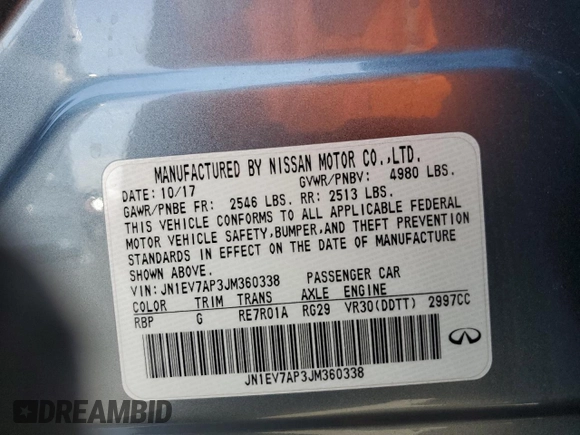 MANUFACTURED BY NISSAN MOTOR CO.,LTD.
DATE: 10/17 GVWR/PNBV: 4980 LBS.
GAWR/PNBE FR: 2546 LBS. RR: 2513 LBS.
THIS VEHICLE CONFORMS TO ALL APPLICABLE FEDERAL
MOTOR VEHICLE SAFETY,BUMPER,AND THEFT PREVENTION
STANDARDS IN EFFECT ON THE DATE OF MANUFACTURE
SHOWN ABOVE.
VIN: JN1EV7AP3JM360338 PASSENGER CAR
COLOR TRIM TRANS AXLE ENGINE
RBP G RE7R01A RG29 VR30(DDTT) 2997CC
JN1EV7AP3JM360338
DREAMBID